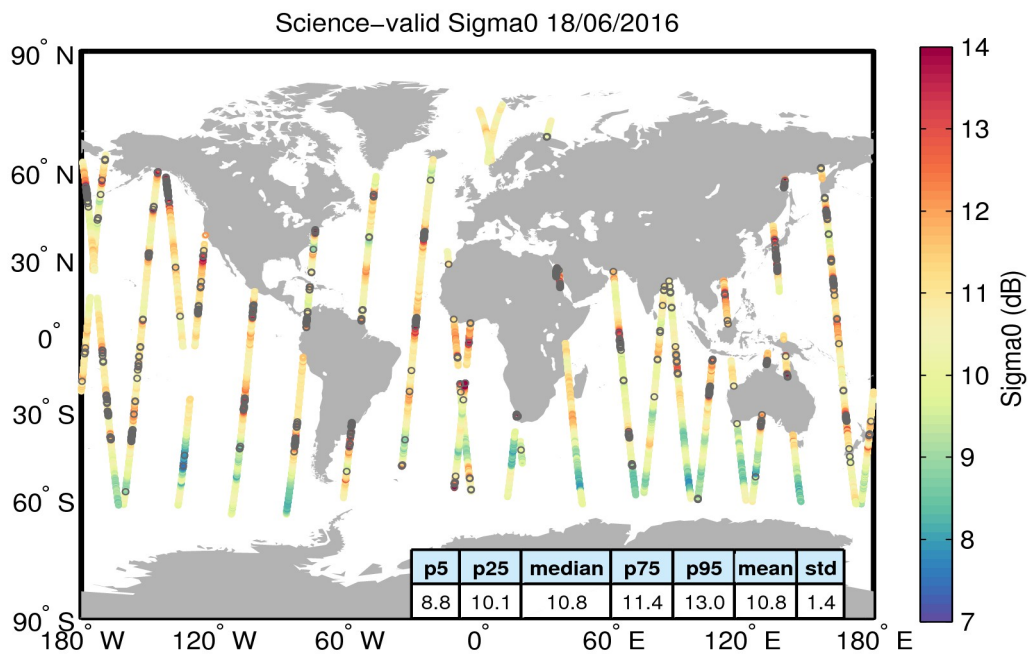 Science−valid Sigma0 18/06/2016
90° N
60° N
30° N
0°
30° S
60° S
90° S
180° W
120° W
60° W
0°
60° E
120° E
180° E
p5 p25 median p75 p95 mean std
8.8 10.1 10.8 11.4 13.0 10.8 1.4
14
13
12
11
10
9
8
7
Sigma0 (dB)